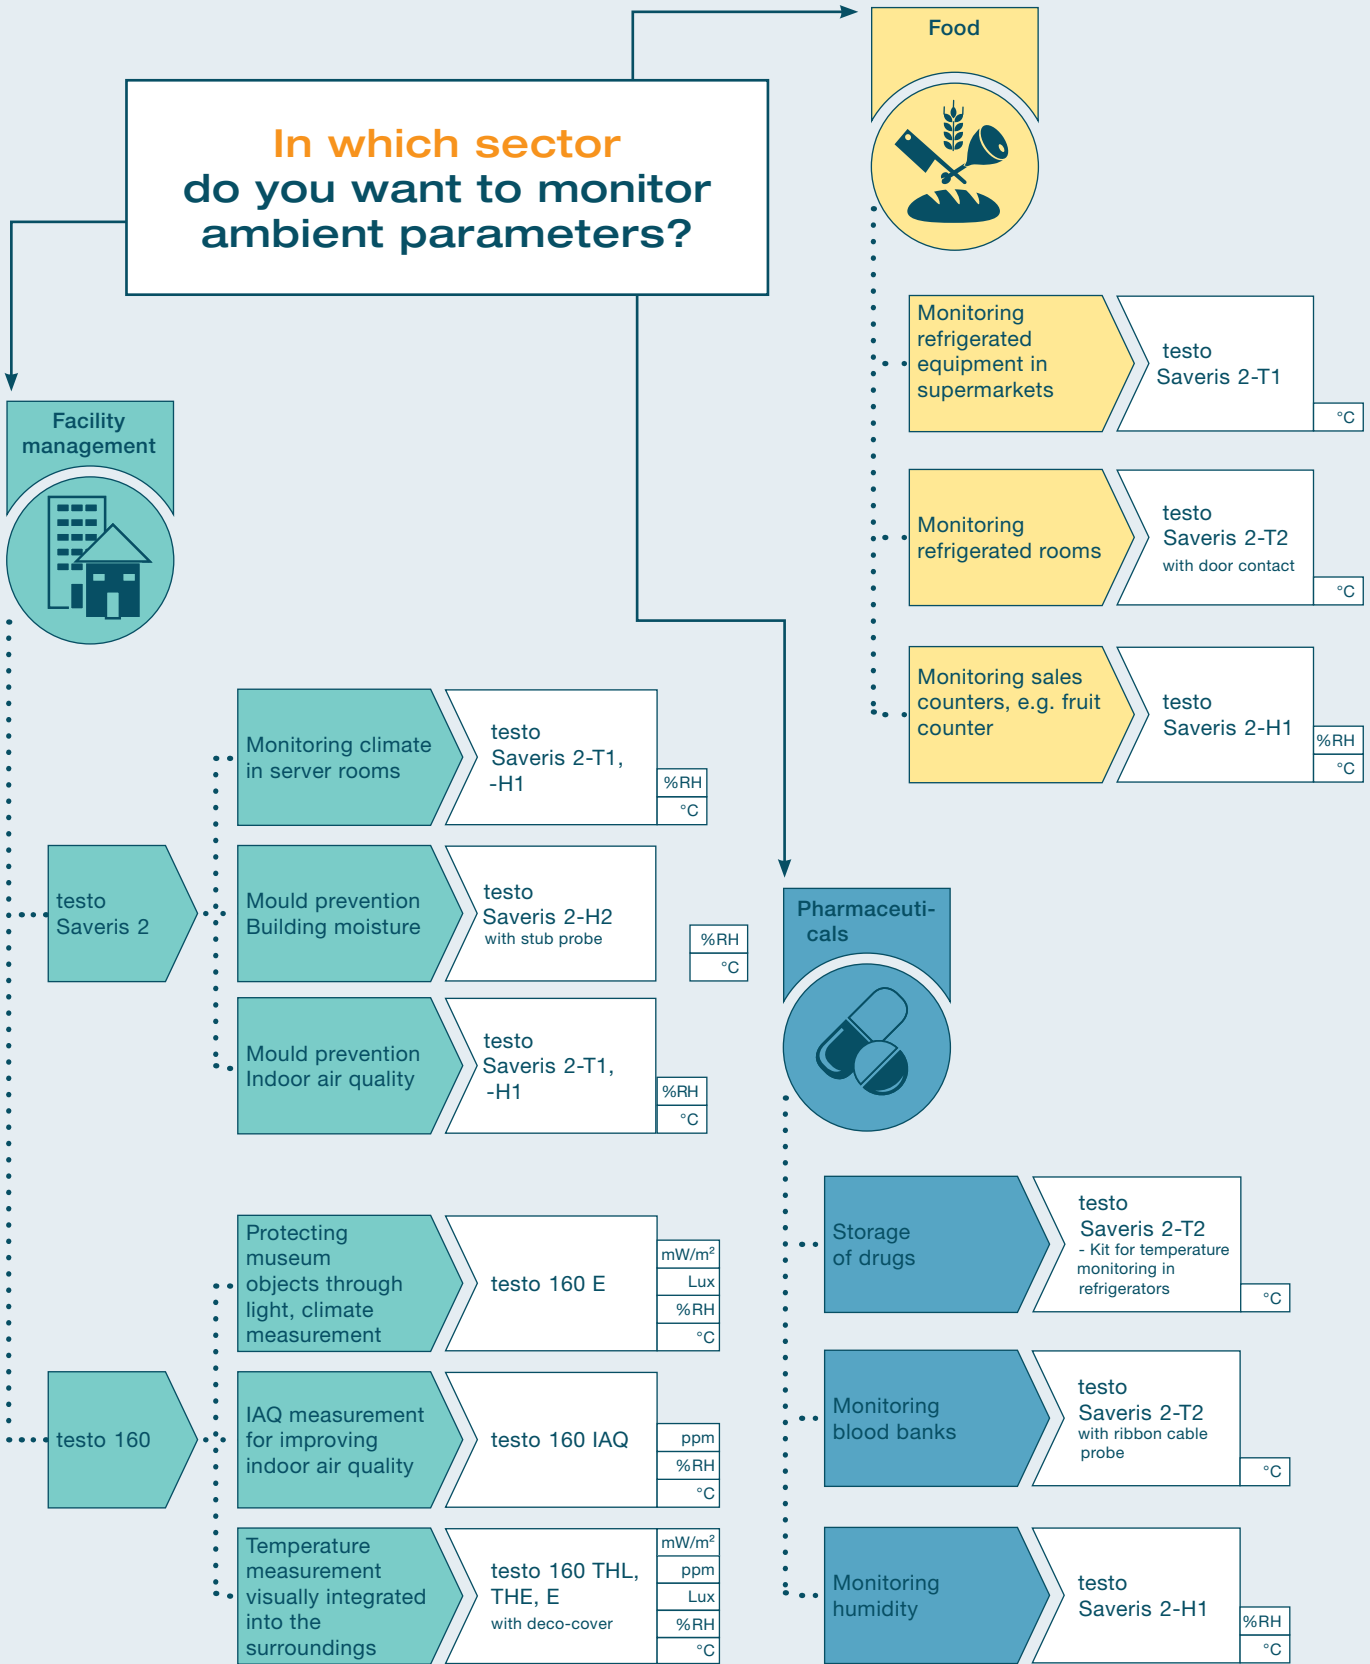 In which sector
do you want to monitor
ambient parameters?
Food
Monitoring
refrigerated
equipment in
supermarkets
testo
Saveris 2-T1
°C
Monitoring
refrigerated rooms
testo
Saveris 2-T2
with door contact
°C
Monitoring sales
counters, e.g. fruit
counter
testo
Saveris 2-H1
%RH
°C
Facility
management
testo
Saveris 2
Monitoring climate
in server rooms
testo
Saveris 2-T1,
-H1
%RH
°C
Mould prevention
Building moisture
testo
Saveris 2-H2
with stub probe
%RH
°C
Mould prevention
Indoor air quality
testo
Saveris 2-T1,
-H1
%RH
°C
testo 160
Protecting
museum
objects through
light, climate
measurement
testo 160 E
mW/m²
Lux
%RH
°C
IAQ measurement
for improving
indoor air quality
testo 160 IAQ
ppm
%RH
°C
Temperature
measurement
visually integrated
into the
surroundings
testo 160 THL,
THE, E
with deco-cover
mW/m²
ppm
Lux
%RH
°C
Pharmaceuti-
cals
Storage
of drugs
testo
Saveris 2-T2
- Kit for temperature
monitoring in
refrigerators
°C
Monitoring
blood banks
testo
Saveris 2-T2
with ribbon cable
probe
°C
Monitoring
humidity
testo
Saveris 2-H1
%RH
°C